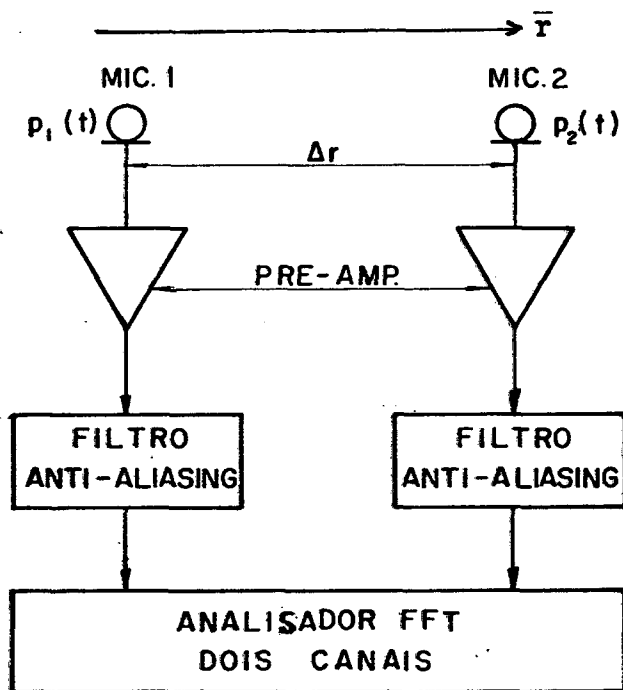 r̅
MIC. 1
MIC. 2
p₁ (t)
p₂(t)
Δr
PRE-AMP.
FILTRO
ANTI-ALIASING
FILTRO
ANTI-ALIASING
ANALISADOR FFT
DOIS CANAIS